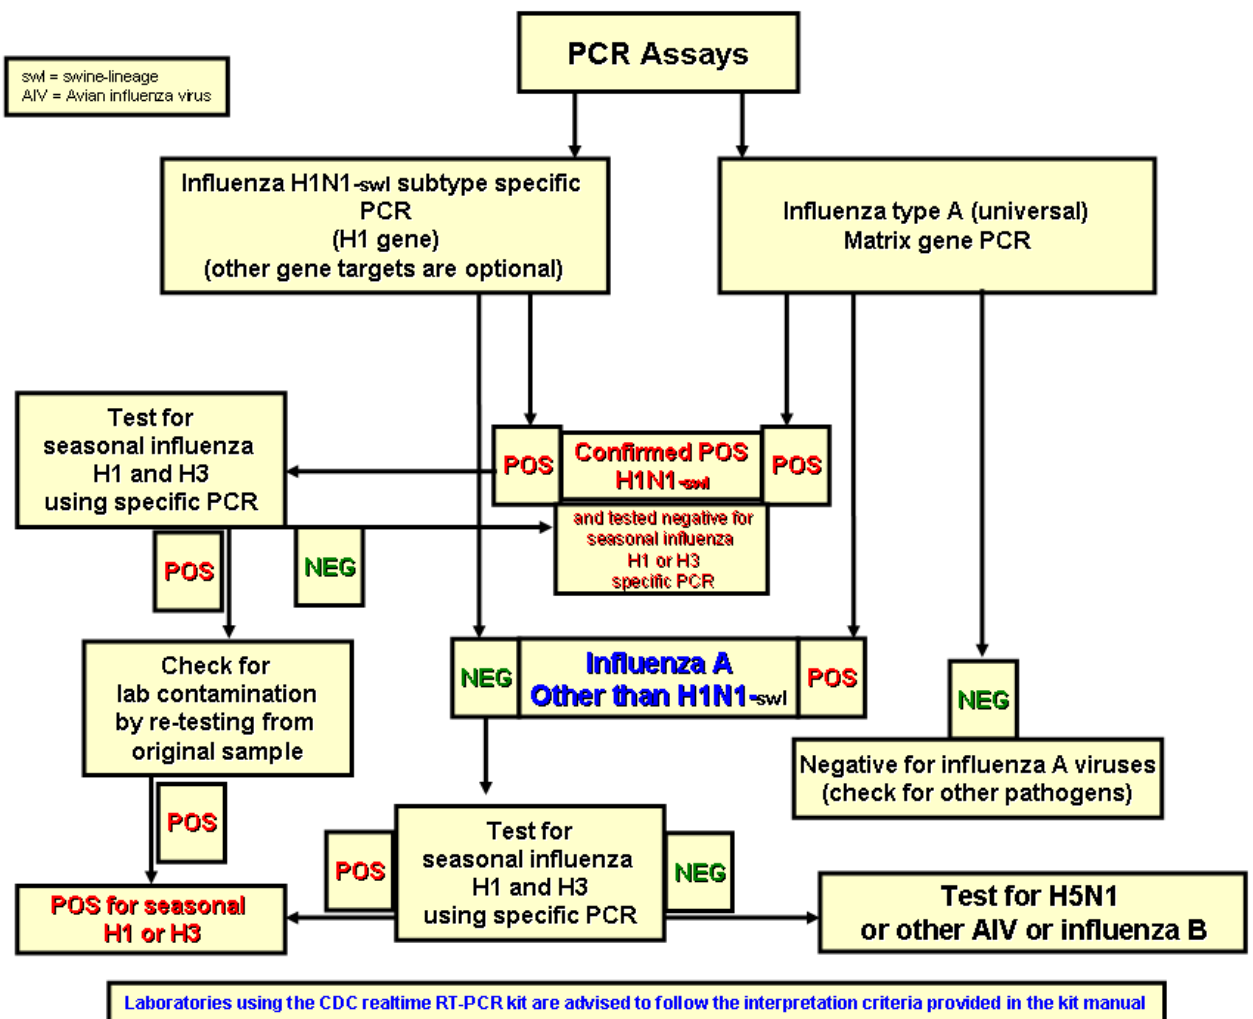 PCR Assays
swl = swine-lineage
AIV = Avian influenza virus
Influenza H1N1-swl subtype specific
PCR
(H1 gene)
(other gene targets are optional)
Influenza type A (universal)
Matrix gene PCR
Test for
seasonal influenza
H1 and H3
using specific PCR
POS
Confirmed POS
H1N1-swl
POS
and tested negative for
seasonal influenza
H1 or H3
specific PCR
POS
NEG
Check for
lab contamination
by re-testing from
original sample
NEG
Influenza A
Other than H1N1-swl
POS
NEG
Negative for influenza A viruses
(check for other pathogens)
POS
POS
Test for
seasonal influenza
H1 and H3
using specific PCR
NEG
POS for seasonal
H1 or H3
Test for H5N1
or other AIV or influenza B
Laboratories using the CDC realtime RT-PCR kit are advised to follow the interpretation criteria provided in the kit manual